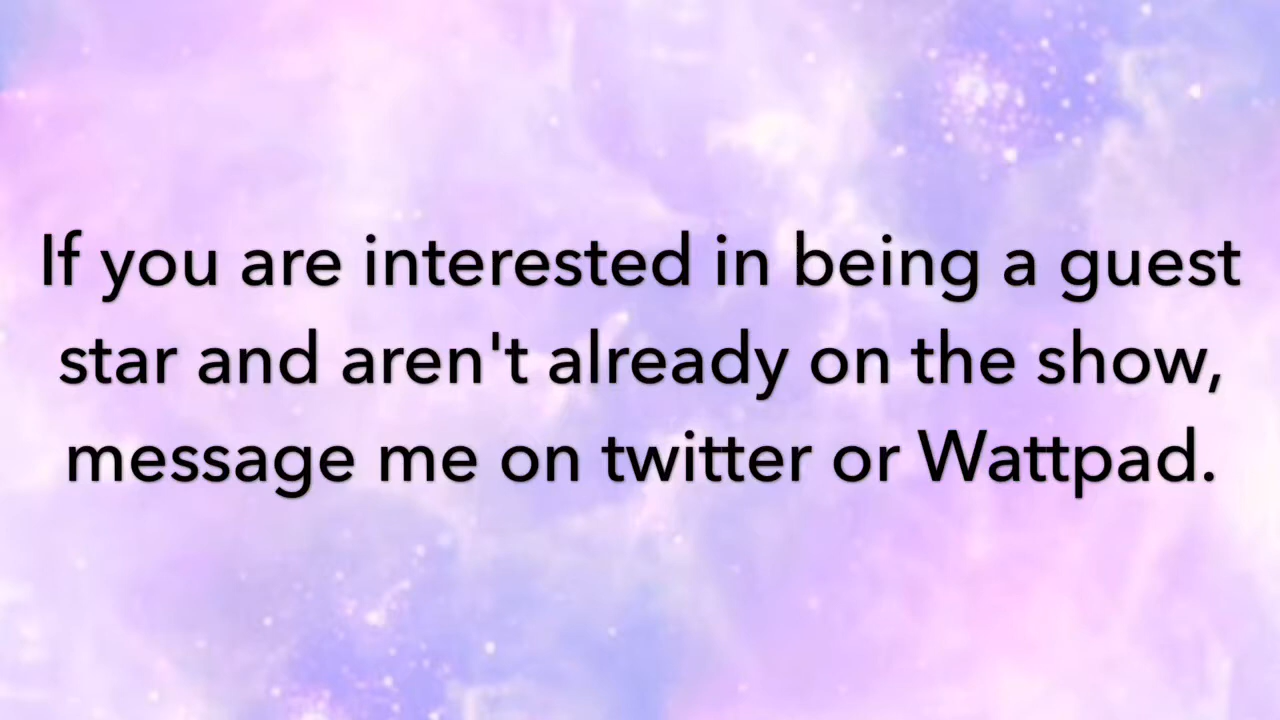 If you are interested in being a guest
star and aren't already on the show,
message me on twitter or Wattpad.